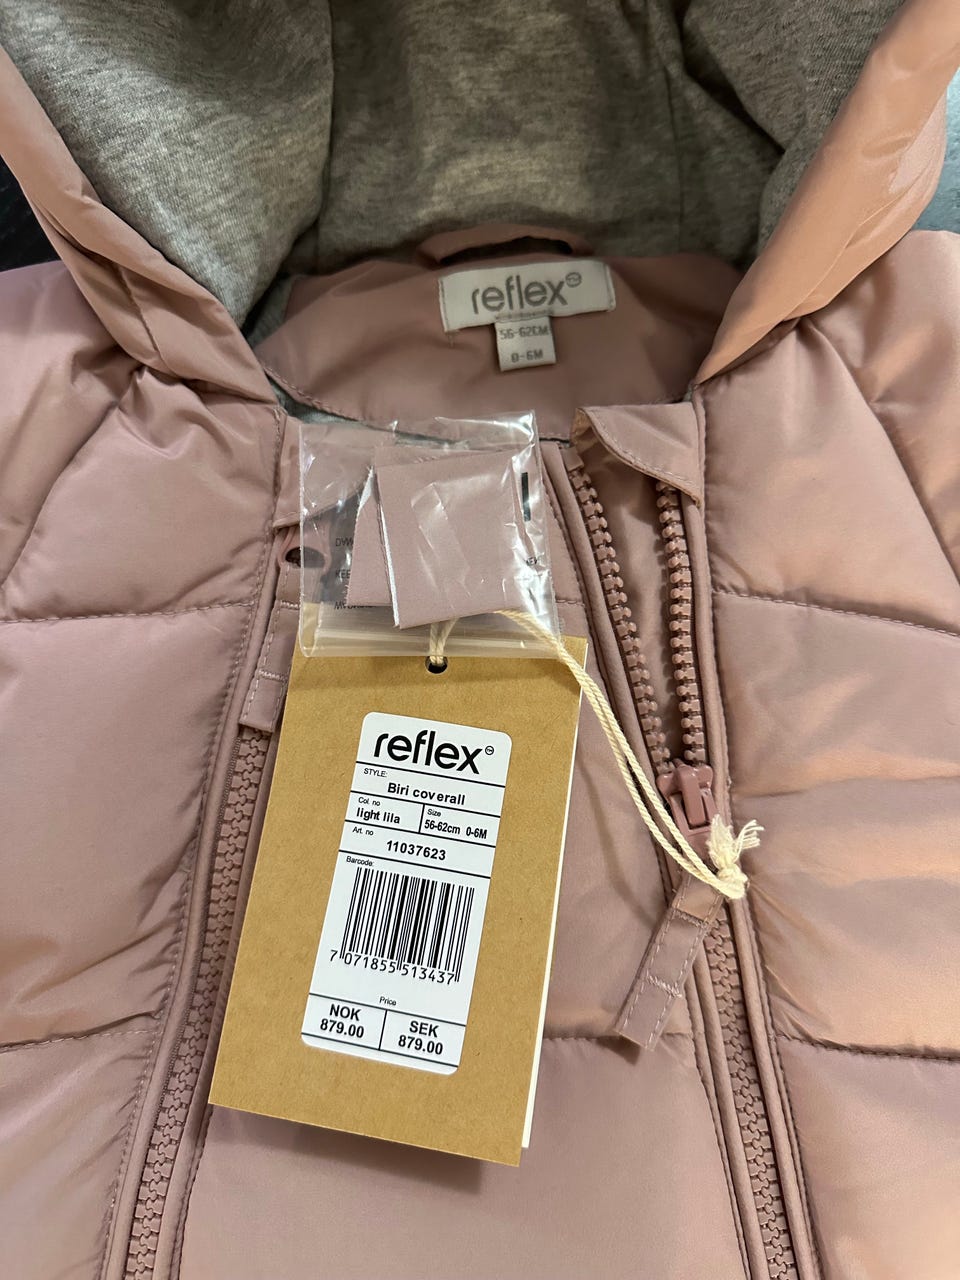 reflex
56-62CM
0-6M
reflex
STYLE:
Biri coverall
Col. no
light lila
Size
56-62cm 0-6M
Art. no
11037623
Barcode:
7 071855 513437
Price
NOK
879.00
SEK
879.00